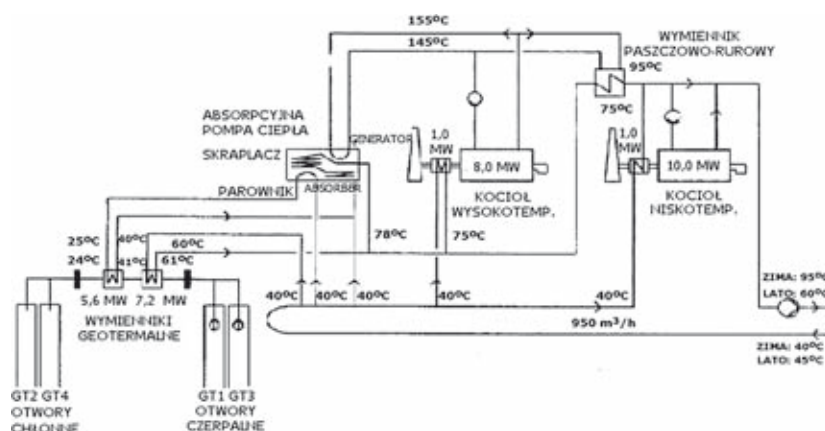 155ºC
145ºC
WYMIENNIK
PASZCZOWO-RUROWY
95ºC
75ºC
ABSORPCYJNA
POMPA CIEPŁA
SKRAPLACZ
GENERATOR
1,0
MW
8,0 MW
1,0
MW
10,0 MW
PAROWNIK
ABSORBER
KOCIOŁ
WYSOKOTEMP.
KOCIOŁ
NISKOTEMP.
25ºC
40ºC
60ºC
78ºC
75ºC
24ºC
41ºC
61ºC
5,6 MW
7,2 MW
WYMIENNIKI
GEOTERMALNE
40ºC
40ºC
40ºC
40ºC
40ºC
950 m³/h
ZIMA: 95ºC
LATO: 60ºC
ZIMA: 40ºC
LATO: 45ºC
GT2 GT4
OTWORY
CHŁONNE
GT1 GT3
OTWORY
CZERPALNE